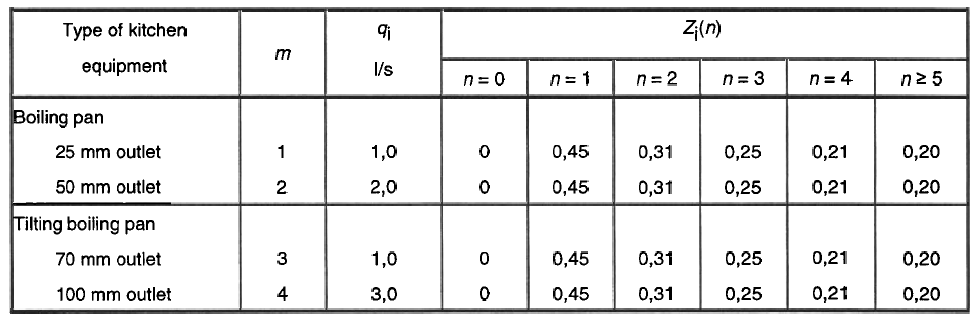 Type of kitchen equipment m qi l/s Zi(n)
n = 0 n = 1 n = 2 n = 3 n = 4 n ≥ 5
Boiling pan
25 mm outlet 1 1,0 0 0,45 0,31 0,25 0,21 0,20
50 mm outlet 2 2,0 0 0,45 0,31 0,25 0,21 0,20
Tilting boiling pan
70 mm outlet 3 1,0 0 0,45 0,31 0,25 0,21 0,20
100 mm outlet 4 3,0 0 0,45 0,31 0,25 0,21 0,20